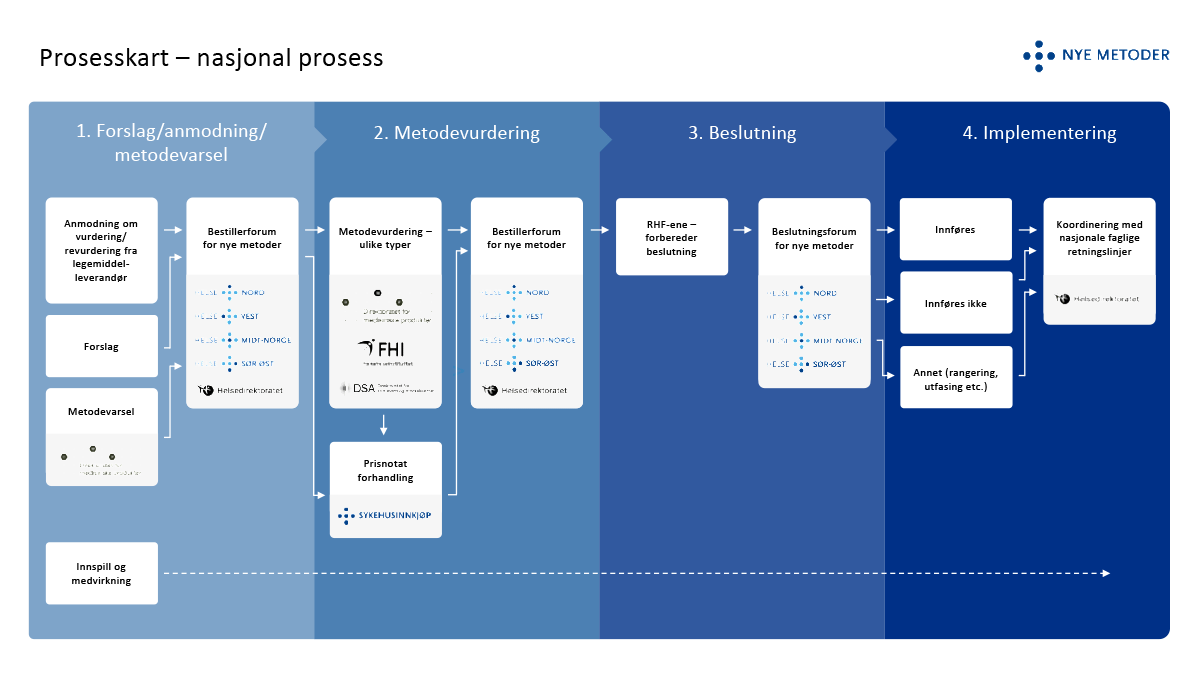 Prosesskart – nasjonal prosess
NYE METODER
1. Forslag/anmodning/
metodevarsel
2. Metodevurdering
3. Beslutning
4. Implementering
Anmodning om
vurdering/
revurdering fra
legemiddel-
leverandør
Forslag
Metodevarsel
Bestillerforum
for nye metoder
HELSE NORD
HELSE VEST
HELSE MIDT-NORGE
HELSE SØR-ØST
Helsedirektoratet
Metodevurdering –
ulike typer
Direktoratet for
medisinske produkter
FHI
DSA
Prisnotat
forhandling
SYKEHUSINNKJØP
Bestillerforum
for nye metoder
HELSE NORD
HELSE VEST
HELSE MIDT-NORGE
HELSE SØR-ØST
Helsedirektoratet
RHF-ene –
forbereder
beslutning
Beslutningsforum
for nye metoder
HELSE NORD
HELSE VEST
HELSE MIDT-NORGE
HELSE SØR-ØST
Innføres
Innføres ikke
Annet (rangering,
utfasing etc.)
Koordinering med
nasjonale faglige
retningslinjer
Helsedirektoratet
Innspill og
medvirkning